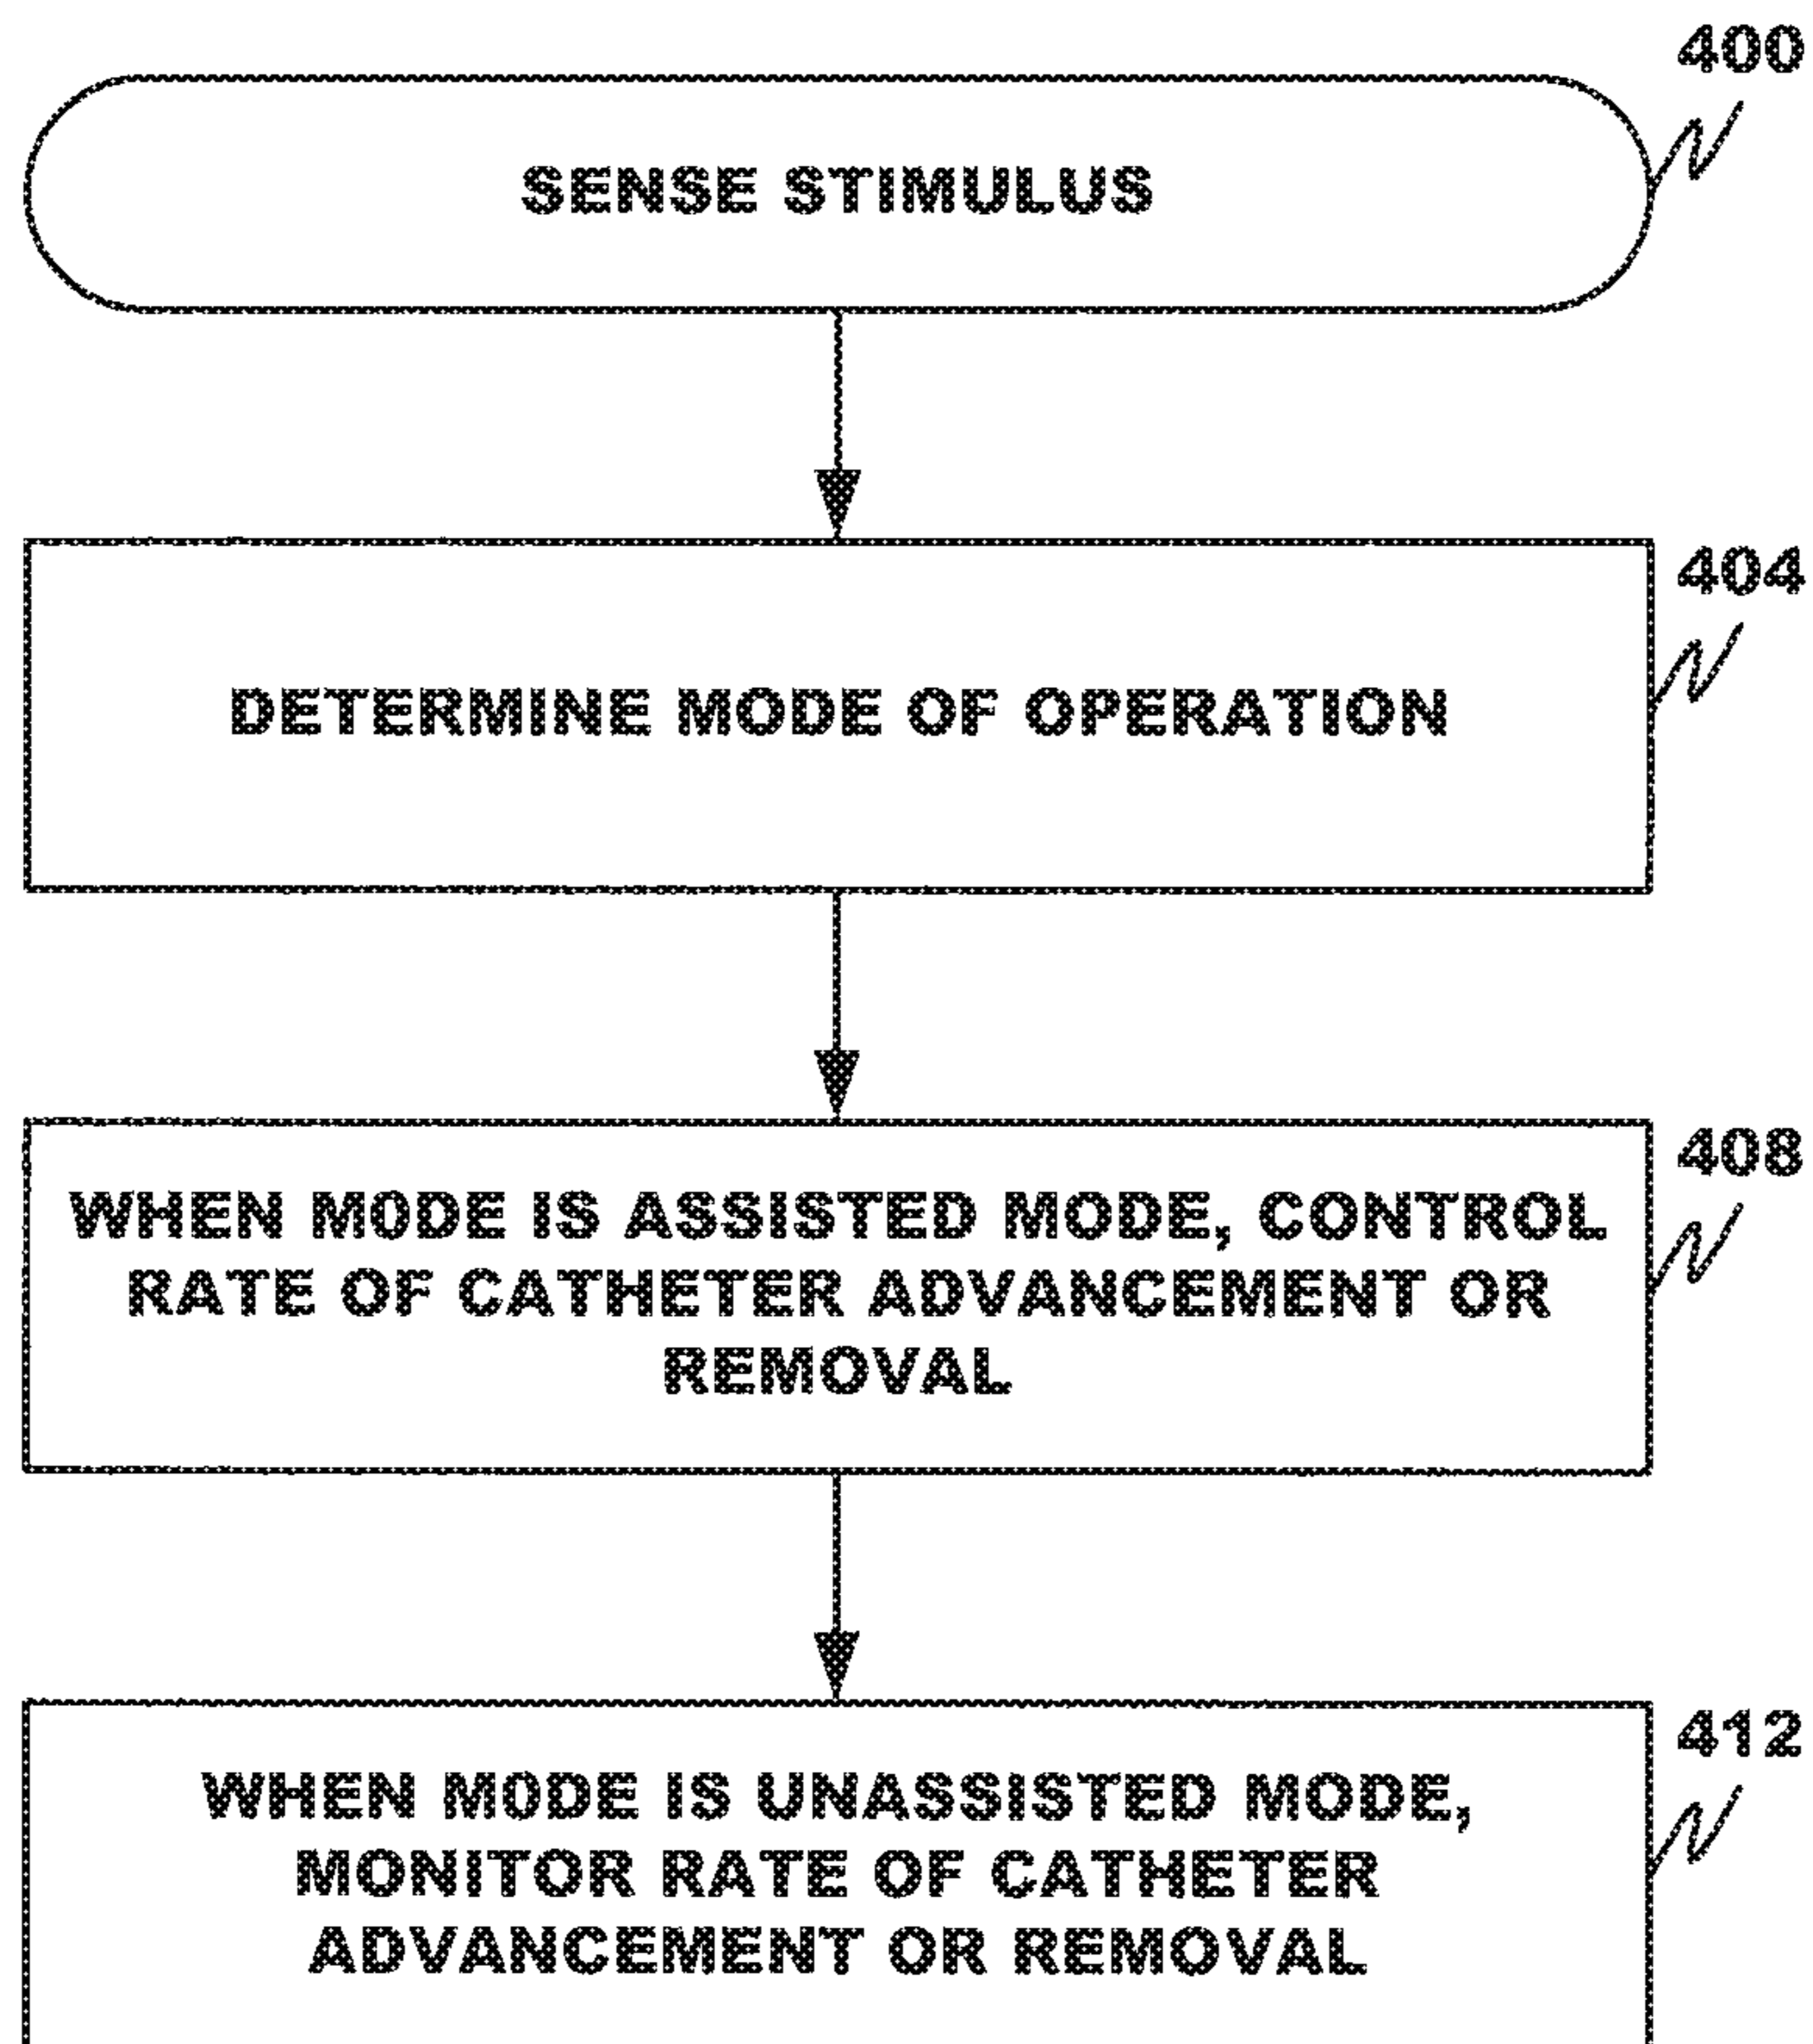 400
SENSE STIMULUS
404
DETERMINE MODE OF OPERATION
408
WHEN MODE IS ASSISTED MODE, CONTROL
RATE OF CATHETER ADVANCEMENT OR
REMOVAL
412
WHEN MODE IS UNASSISTED MODE,
MONITOR RATE OF CATHETER
ADVANCEMENT OR REMOVAL